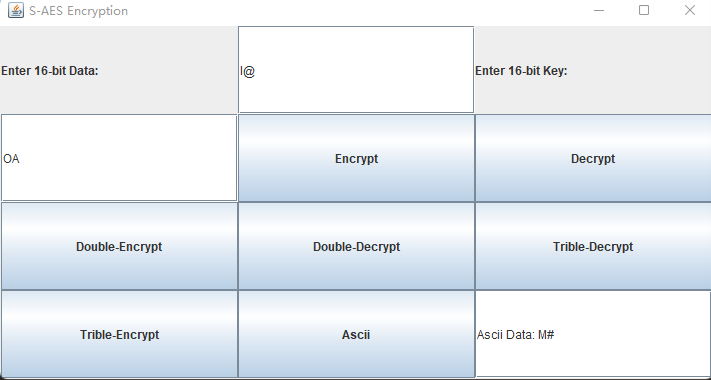 S-AES Encryption
Enter 16-bit Data:
I@
Enter 16-bit Key:
OA
Encrypt
Decrypt
Double-Encrypt
Double-Decrypt
Trible-Decrypt
Trible-Encrypt
Ascii
Ascii Data: M#